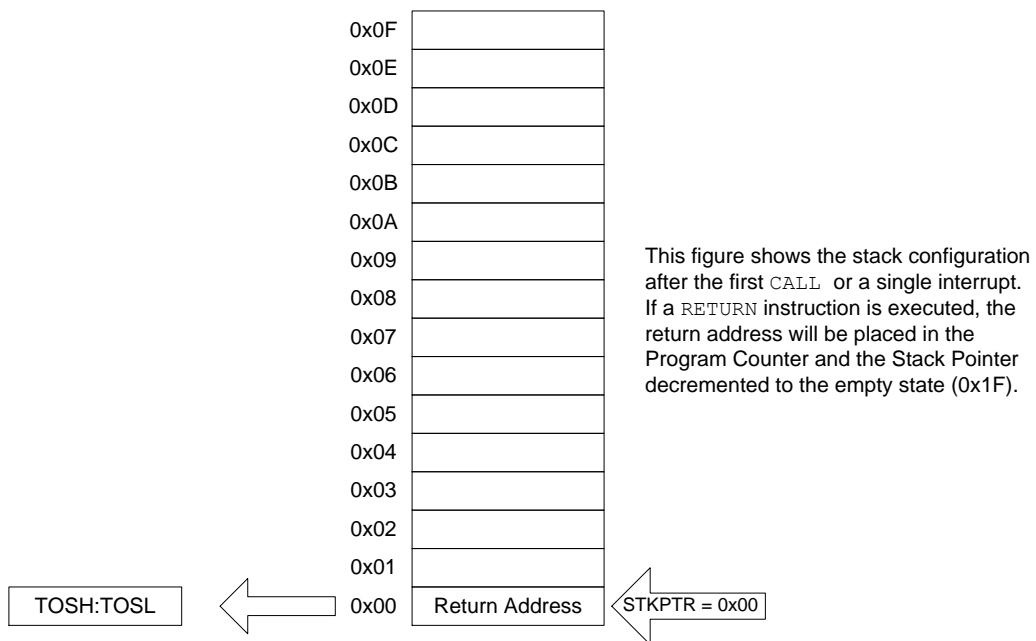 0x0F
0x0E
0x0D
0x0C
0x0B
0x0A
0x09
0x08
0x07
0x06
0x05
0x04
0x03
0x02
0x01
TOSH:TOSL 0x00 Return Address STKPTR = 0x00
This figure shows the stack configuration
after the first CALL or a single interrupt.
If a RETURN instruction is executed, the
return address will be placed in the
Program Counter and the Stack Pointer
decremented to the empty state (0x1F).